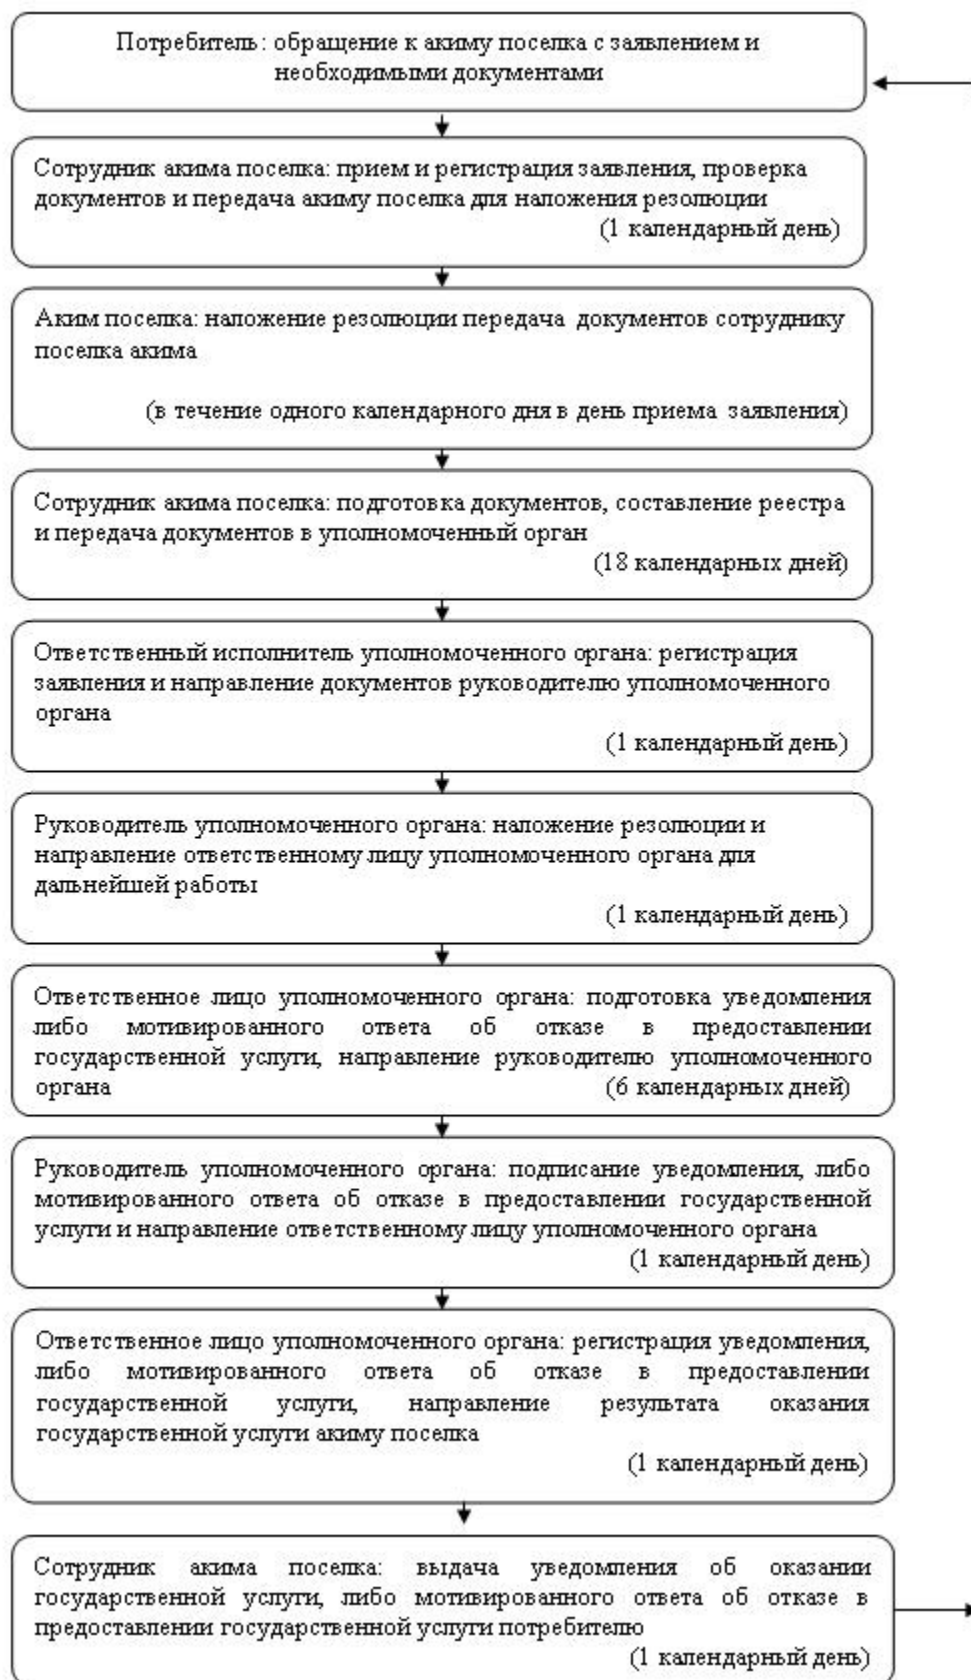 Потребитель: обращение к акиму поселка с заявлением и
необходимыми документами
Сотрудник акима поселка: прием и регистрация заявления, проверка
документов и передача акиму поселка для наложения резолюции
(1 календарный день)
Аким поселка: наложение резолюции передача документов сотруднику
поселка акима
(в течение одного календарного дня в день приема заявления)
Сотрудник акима поселка: подготовка документов, составление реестра
и передача документов в уполномоченный орган
(18 календарных дней)
Ответственный исполнитель уполномоченного органа: регистрация
заявления и направление документов руководителю уполномоченного
органа
(1 календарный день)
Руководитель уполномоченного органа: наложение резолюции и
направление ответственному лицу уполномоченного органа для
дальнейшей работы
(1 календарный день)
Ответственное лицо уполномоченного органа: подготовка уведомления
либо мотивированного ответа об отказе в предоставлении
государственной услуги, направление руководителю уполномоченного
органа (6 календарных дней)
Руководитель уполномоченного органа: подписание уведомления, либо
мотивированного ответа об отказе в предоставлении государственной
услуги и направление ответственному лицу уполномоченного органа
(1 календарный день)
Ответственное лицо уполномоченного органа: регистрация уведомления,
либо мотивированного ответа об отказе в предоставлении
государственной услуги, направление результата оказания
государственной услуги акиму поселка
(1 календарный день)
Сотрудник акима поселка: выдача уведомления об оказании
государственной услуги, либо мотивированного ответа об отказе в
предоставлении государственной услуги потребителю
(1 календарный день)